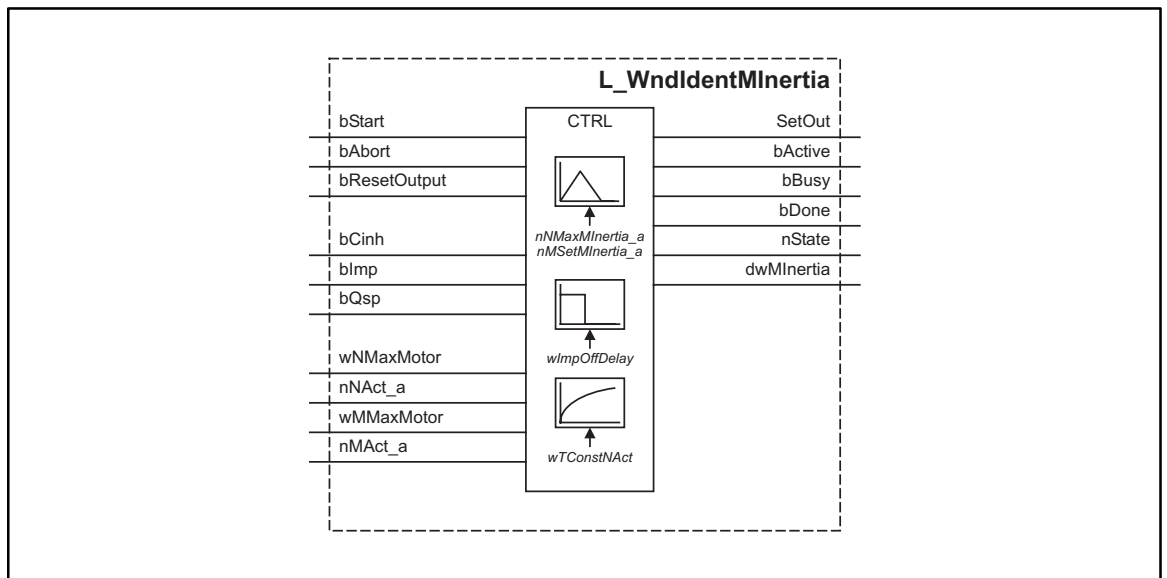 L_WndIdentMInertia
bStart
bAbort
bResetOutput
bCinh
bImp
bQsp
wNMaxMotor
nNAct_a
wMMaxMotor
nMAct_a
CTRL
nNMaxMInertia_a
nMSetMInertia_a
wImpOffDelay
wTConstNAct
SetOut
bActive
bBusy
bDone
nState
dwMInertia